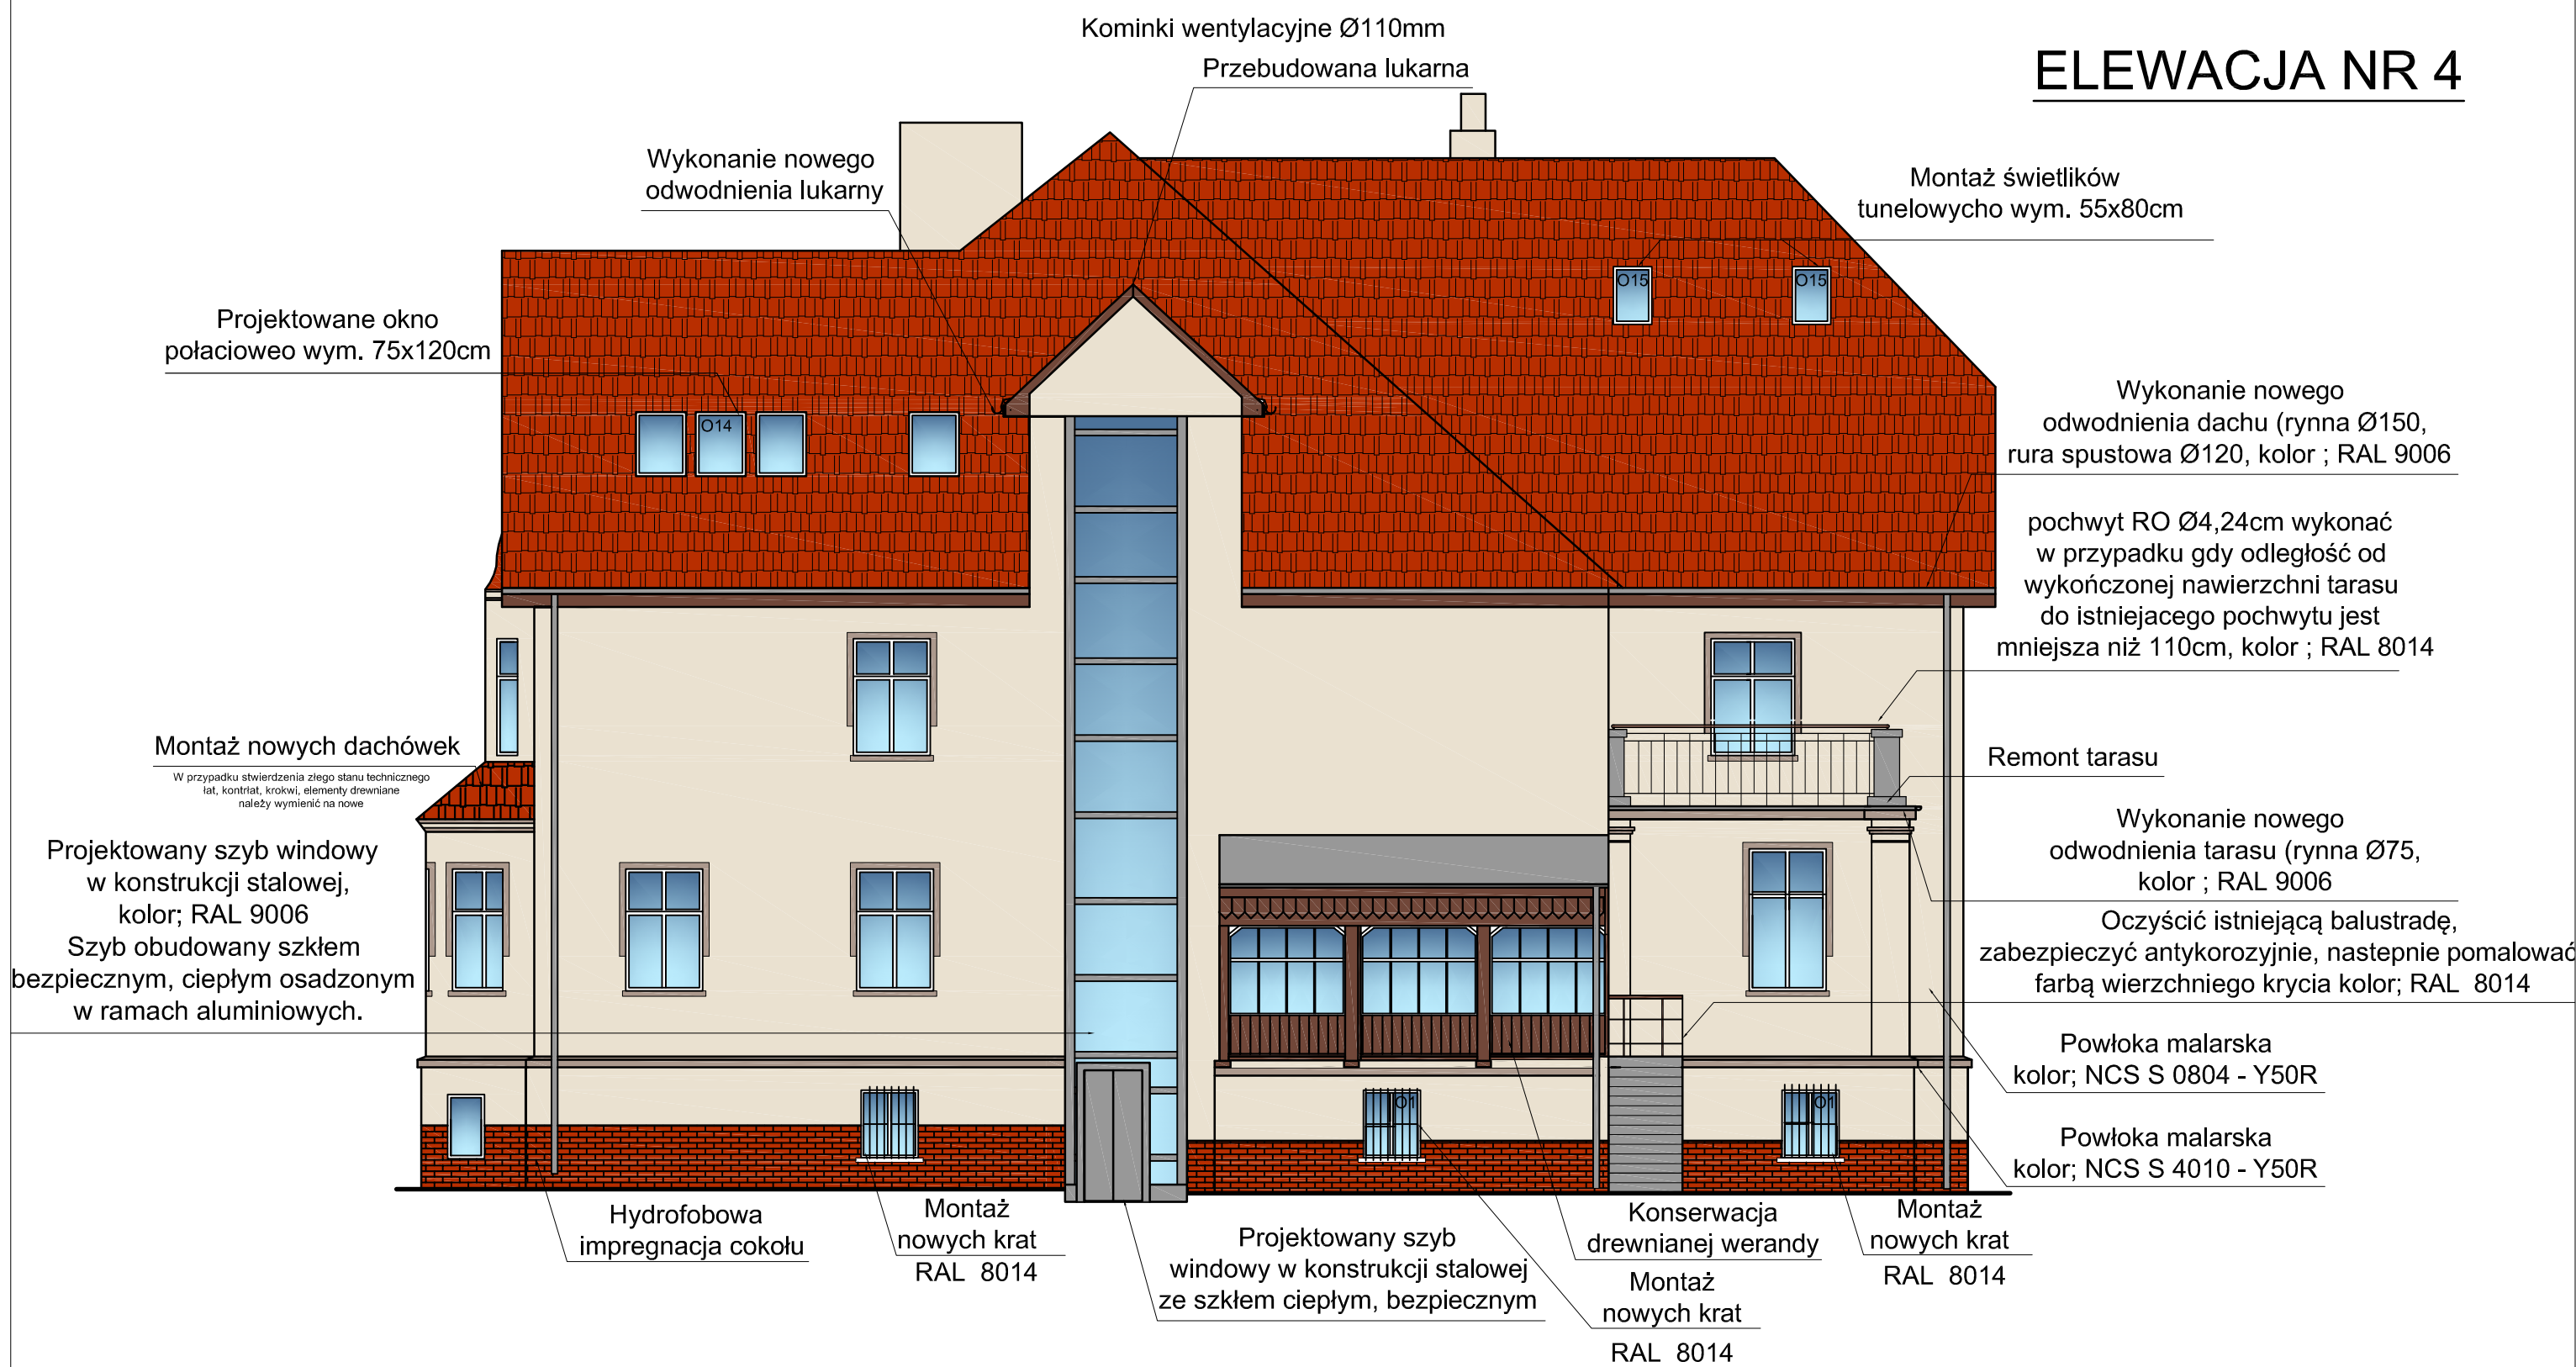 Kominki wentylacyjne Ø110mm
Przebudowana lukarna
ELEWACJA NR 4
Wykonanie nowego
odwodnienia lukarny
Montaż świetlików
tunelowycho wym. 55x80cm
O15
O15
Projektowane okno
połacioweo wym. 75x120cm
O14
Wykonanie nowego
odwodnienia dachu (rynna Ø150,
rura spustowa Ø120, kolor ; RAL 9006
pochwyt RO Ø4,24cm wykonać
w przypadku gdy odległość od
wykończonej nawierzchni tarasu
do istniejacego pochwytu jest
mniejsza niż 110cm, kolor ; RAL 8014
Montaż nowych dachówek
W przypadku stwierdzenia złego stanu technicznego
łat, kontrłat, krokwi, elementy drewniane
należy wymienić na nowe
Remont tarasu
Projektowany szyb windowy
w konstrukcji stalowej,
kolor; RAL 9006
Szyb obudowany szkłem
bezpiecznym, ciepłym osadzonym
w ramach aluminiowych.
Wykonanie nowego
odwodnienia tarasu (rynna Ø75,
kolor ; RAL 9006
Oczyścić istniejącą balustradę,
zabezpieczyć antykorozyjnie, nastepnie pomalować
farbą wierzchniego krycia kolor; RAL 8014
Powłoka malarska
kolor; NCS S 0804 - Y50R
O1
O1
Powłoka malarska
kolor; NCS S 4010 - Y50R
Hydrofobowa
impregnacja cokołu
Montaż
nowych krat
RAL 8014
Projektowany szyb
windowy w konstrukcji stalowej
ze szkłem ciepłym, bezpiecznym
Konserwacja
drewnianej werandy
Montaż
nowych krat
RAL 8014
Montaż
nowych krat
RAL 8014